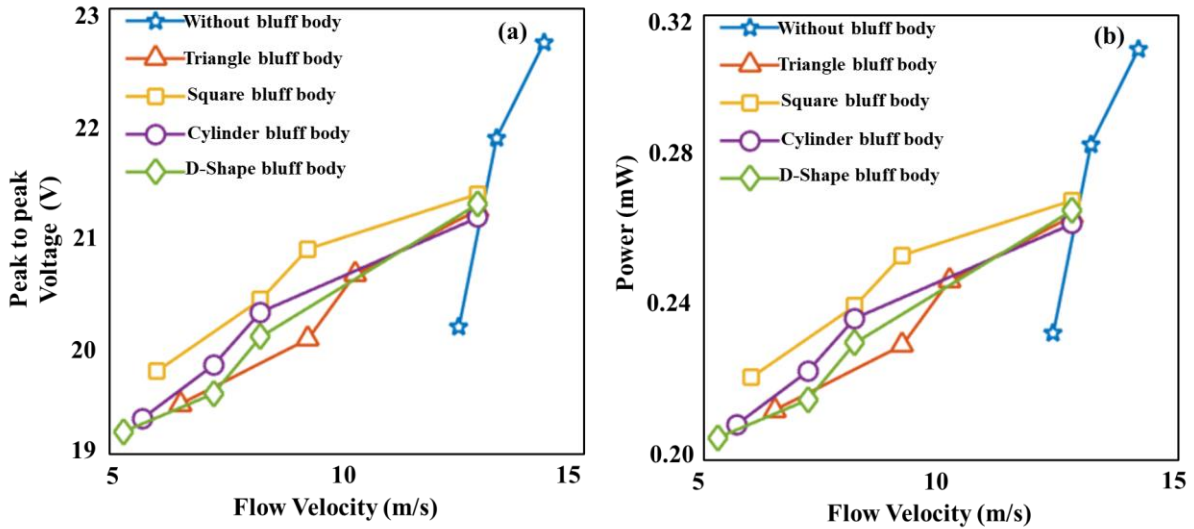 23
22
21
20
19
Peak to peak
Voltage (V)
Without bluff body
Triangle bluff body
Square bluff body
Cylinder bluff body
D-Shape bluff body
(a)
5
10
15
Flow Velocity (m/s)
0.32
0.28
0.24
0.20
Power (mW)
Without bluff body
Triangle bluff body
Square bluff body
Cylinder bluff body
D-Shape bluff body
(b)
5
10
15
Flow Velocity (m/s)